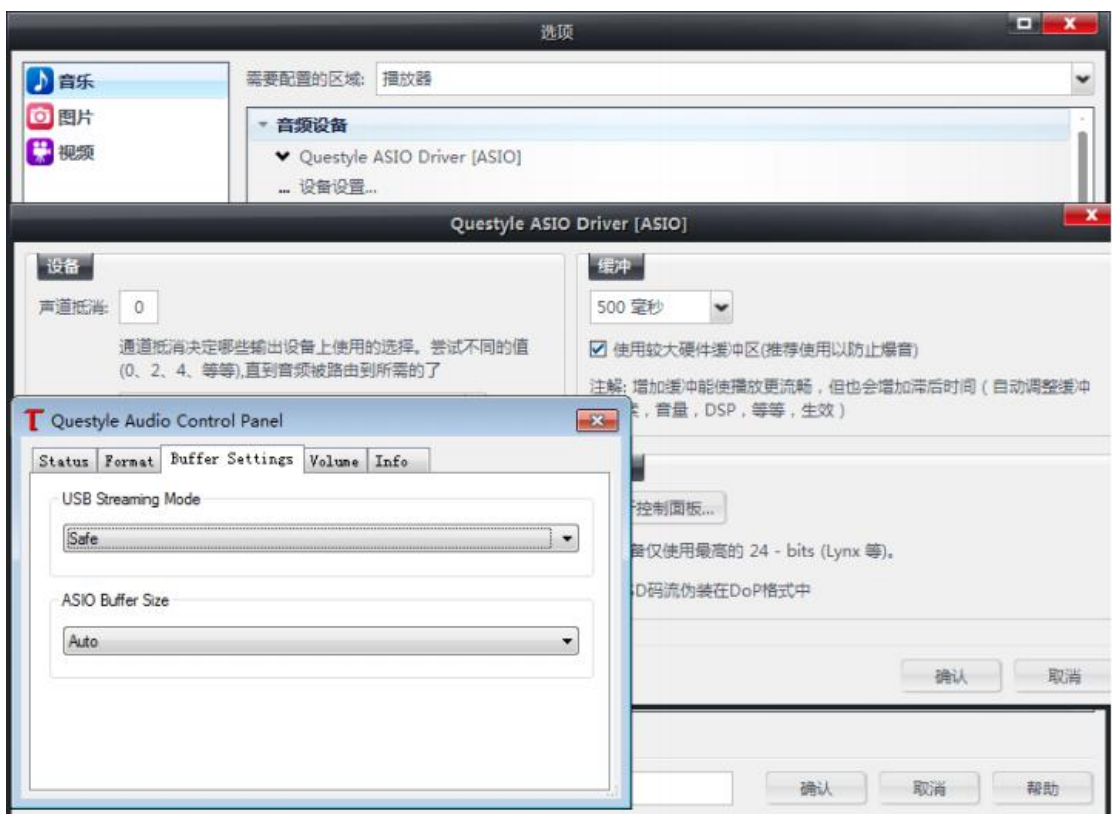 选项
音乐
图片
视频
需要配置的区域: 播放器
音频设备
Questyle ASIO Driver [ASIO]
... 设备设置...
Questyle ASIO Driver [ASIO]
设备
声道抵消: 0
通道抵消决定哪些输出设备上使用的选择。尝试不同的值
(0、2、4、等等),直到音频被路由到所需的了
缓冲
500 毫秒
使用较大硬件缓冲区(推荐使用以防止爆音)
注解: 增加缓冲能使播放更流畅,但也会增加滞后时间(自动调整缓冲
,音量,DSP,等等,生效)
控制面板...
备仅使用最高的 24 - bits (Lynx 等)。
SD码流伪装在DoP格式中
确认 取消
Questyle Audio Control Panel
Status Format Buffer Settings Volume Info
USB Streaming Mode
Safe
ASIO Buffer Size
Auto
确认 取消 帮助